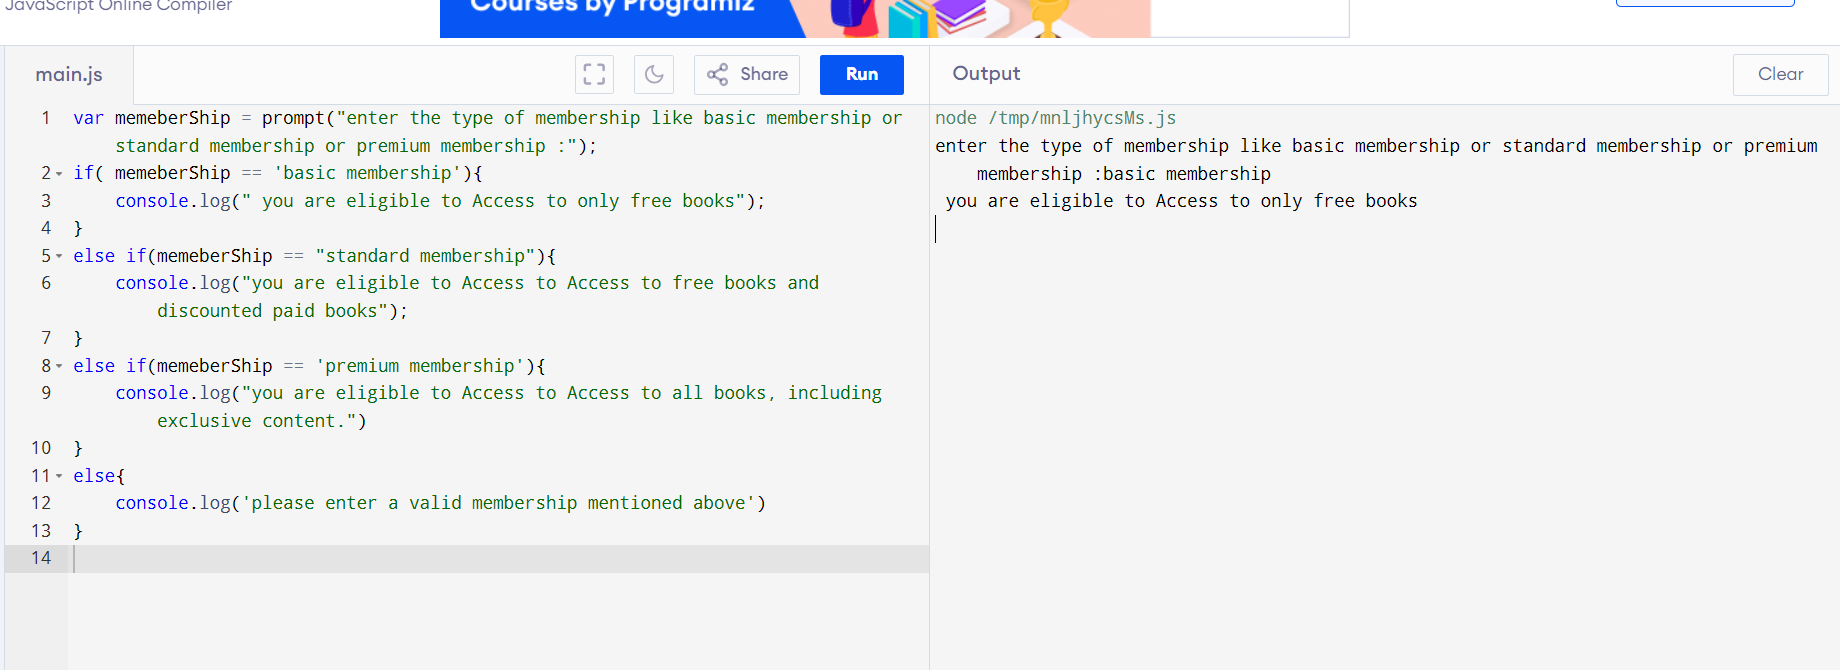 JavaScript Online Compiler
Courses by Programiz
main.js
Share
Run
Output
Clear
1 var memeberShip = prompt("enter the type of membership like basic membership or
standard membership or premium membership :");
2 if( memeberShip == 'basic membership'){
3 console.log(" you are eligible to Access to only free books");
4 }
5 else if(memeberShip == "standard membership"){
6 console.log("you are eligible to Access to Access to free books and
discounted paid books");
7 }
8 else if(memeberShip == 'premium membership'){
9 console.log("you are eligible to Access to Access to all books, including
exclusive content.")
10 }
11 else{
12 console.log('please enter a valid membership mentioned above')
13 }
14
node /tmp/mnljhycsMs.js
enter the type of membership like basic membership or standard membership or premium
membership :basic membership
you are eligible to Access to only free books